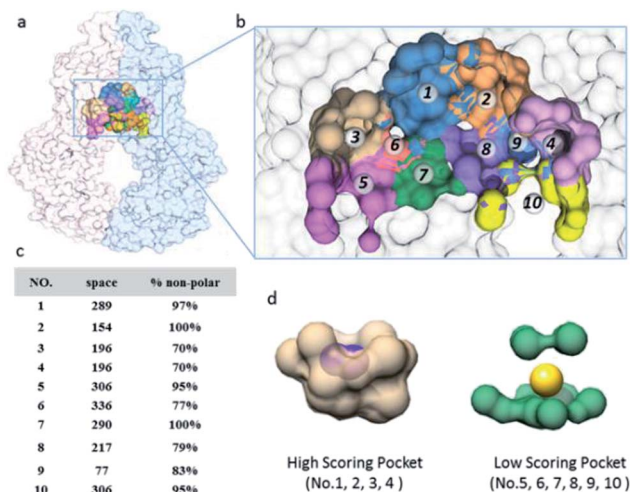 a
b
1
2
3
6
8
9
4
5
7
10
c
NO. space % non-polar
1 289 97%
2 154 100%
3 196 70%
4 196 70%
5 306 95%
6 336 77%
7 290 100%
8 217 79%
9 77 83%
10 306 95%
d
High Scoring Pocket Low Scoring Pocket
(No.1, 2, 3, 4 ) (No.5, 6, 7, 8, 9, 10 )